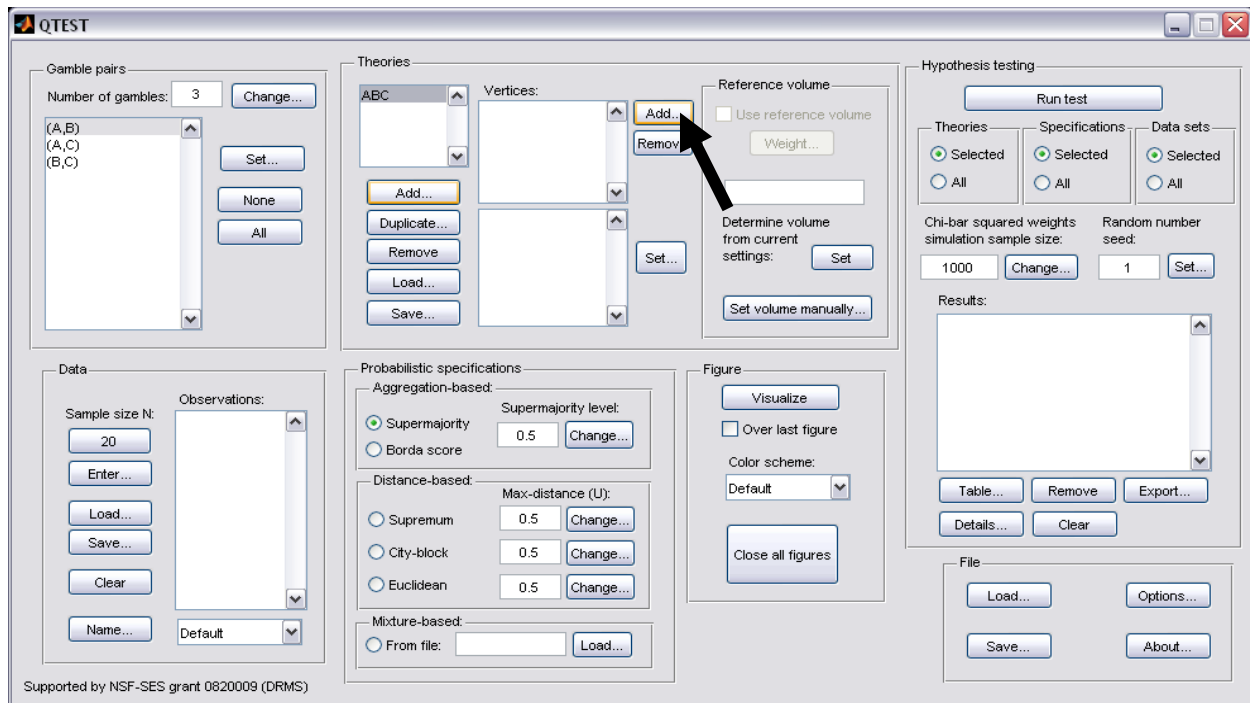 QTEST
Gamble pairs
Number of gambles: 3 Change...
(A,B)
(A,C)
(B,C)
Set...
None
All
Theories
ABC
Add...
Duplicate...
Remove
Load...
Save...
Vertices:
Add...
Remov
Set...
Reference volume
Use reference volume
Weight...
Determine volume
from current
settings: Set
Set volume manually...
Hypothesis testing
Run test
Theories
Selected
All
Specifications
Selected
All
Data sets
Selected
All
Chi-bar squared weights
simulation sample size:
1000 Change...
Random number
seed:
1 Set...
Results:
Table... Remove Export...
Details... Clear
Data
Sample size N:
20
Enter...
Load...
Save...
Clear
Name...
Observations:
Default
Probabilistic specifications
Aggregation-based:
Supermajority
Borda score
Supermajority level:
0.5 Change...
Distance-based:
Max-distance (U):
Supremum 0.5 Change...
City-block 0.5 Change...
Euclidean 0.5 Change...
Mixture-based:
From file: Load...
Figure
Visualize
Over last figure
Color scheme:
Default
Close all figures
File
Load... Options...
Save... About...
Supported by NSF-SES grant 0820009 (DRMS)